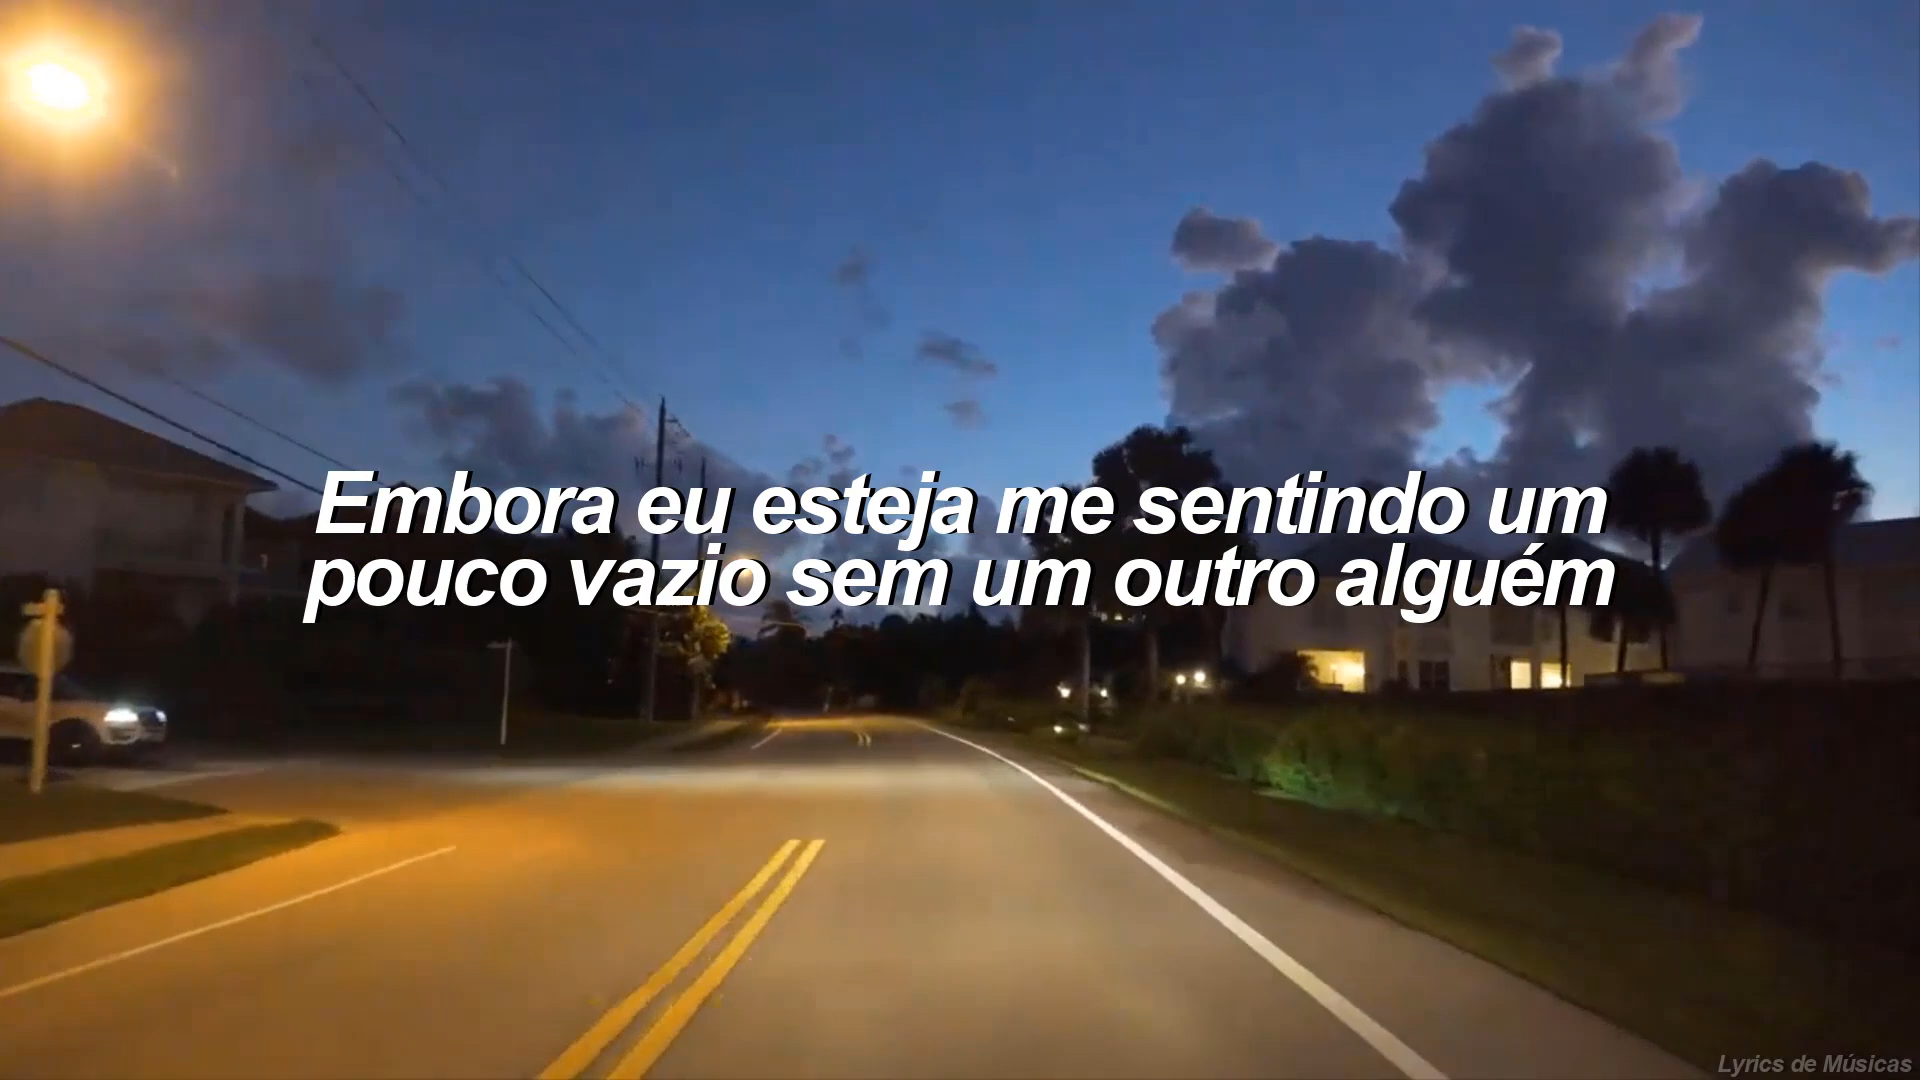 Embora eu esteja me sentindo um
pouco vazio sem um outro alguém
Lyrics de Músicas